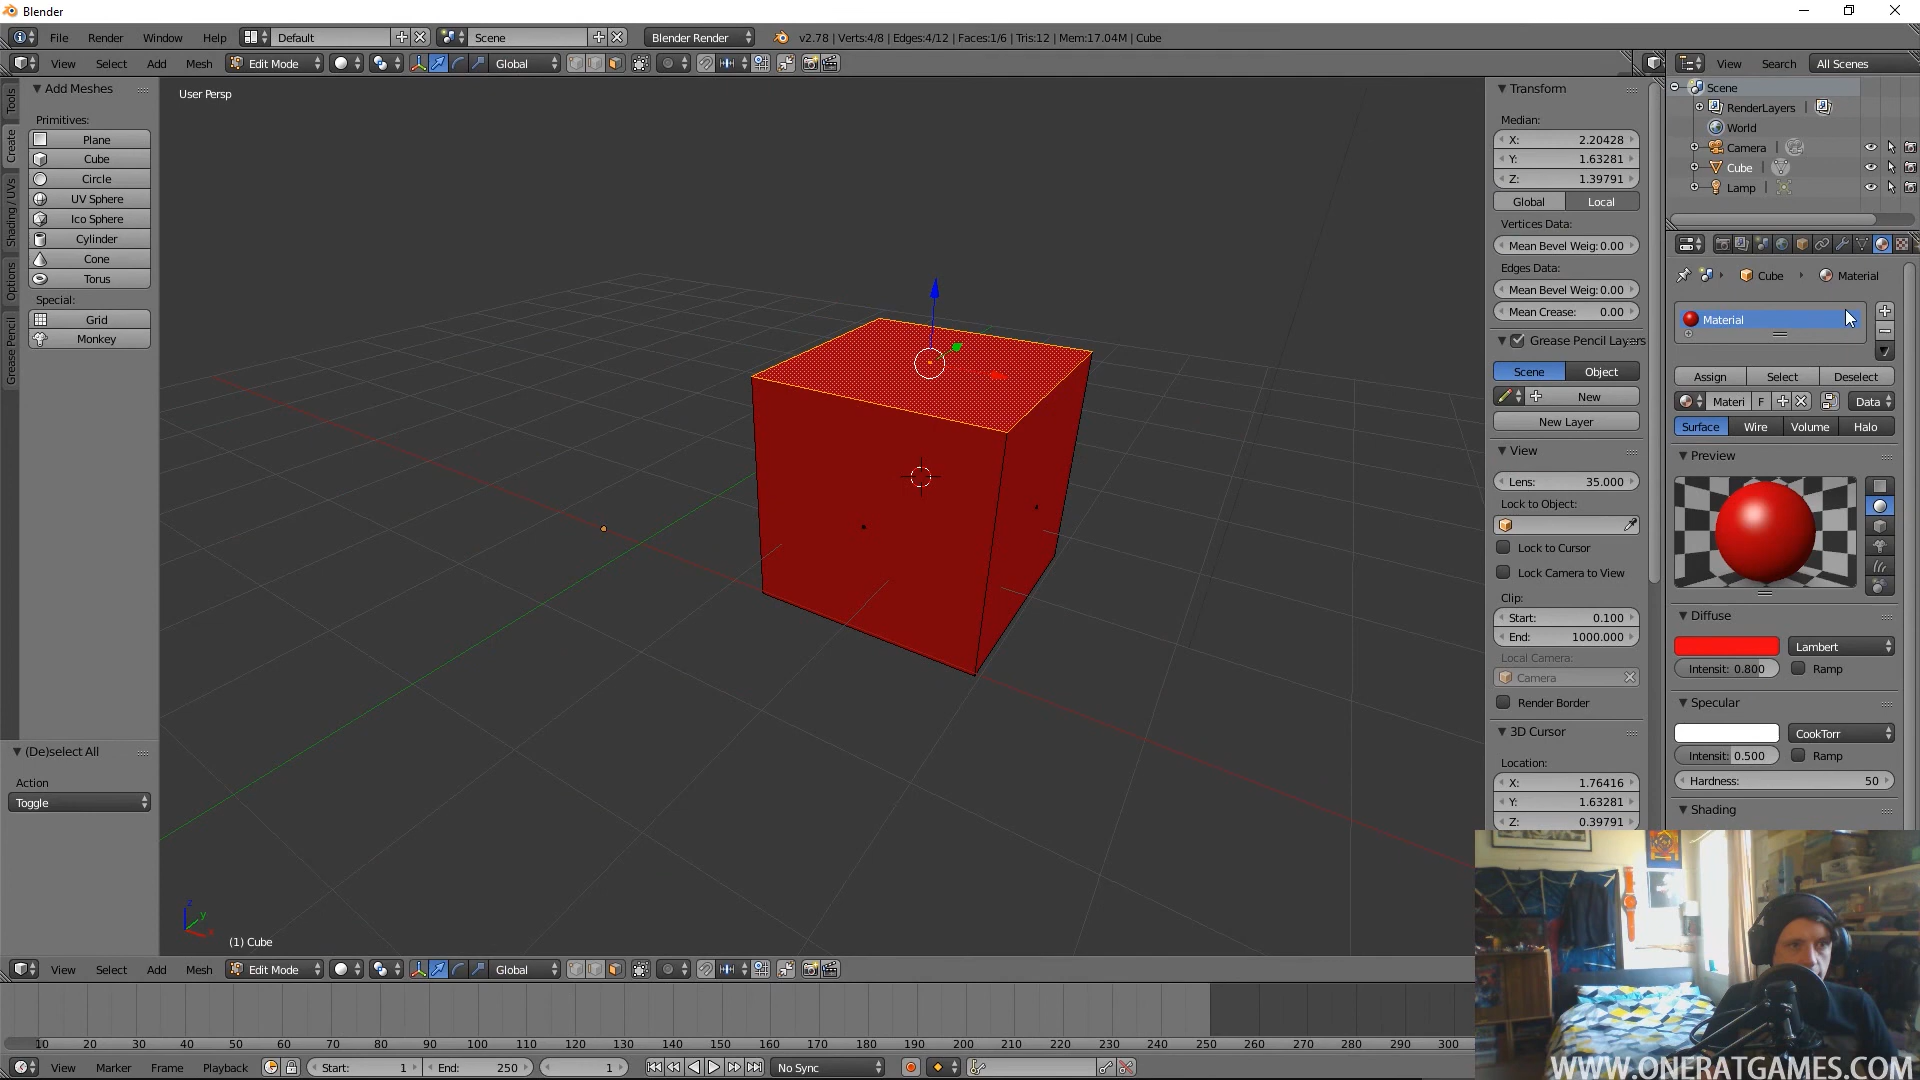 Blender
File Render Window Help Default Scene Blender Render v2.78 | Verts:4/8 | Edges:4/12 | Faces:1/6 | Tris:12 | Mem:17.04M | Cube
View Select Add Mesh Edit Mode Global View Search All Scenes
Tools
Create
Shading / UVs
Options
Grease Pencil
Add Meshes
Primitives:
Plane
Cube
Circle
UV Sphere
Ico Sphere
Cylinder
Cone
Torus
Special:
Grid
Monkey
(De)select All
Action
Toggle
User Persp
z
y
x
(1) Cube
Transform
Median:
X: 2.20428
Y: 1.63281
Z: 1.39791
Global Local
Vertices Data:
Mean Bevel Weig: 0.00
Edges Data:
Mean Bevel Weig: 0.00
Mean Crease: 0.00
Grease Pencil Layers
Scene Object
New
New Layer
View
Lens: 35.000
Lock to Object:
Lock to Cursor
Lock Camera to View
Clip:
Start: 0.100
End: 1000.000
Local Camera:
Camera
Render Border
3D Cursor
Location:
X: 1.76416
Y: 1.63281
Z: 0.39791
Scene
RenderLayers |
World
Camera |
Cube |
Lamp |
Cube Material
Material
Assign Select Deselect
Materi F Data
Surface Wire Volume Halo
Preview
Diffuse
Lambert
Intensit: 0.800 Ramp
Specular
CookTorr
Intensit: 0.500 Ramp
Hardness: 50
Shading
View Select Add Mesh Edit Mode Global
10 20 30 40 50 60 70 80 90 100 110 120 130 140 150 160 170 180 190 200 210 220 230 240 250 260 270 280 290 300
View Marker Frame Playback Start: 1 End: 250 1 No Sync
WWW.ONERATGAMES.COM